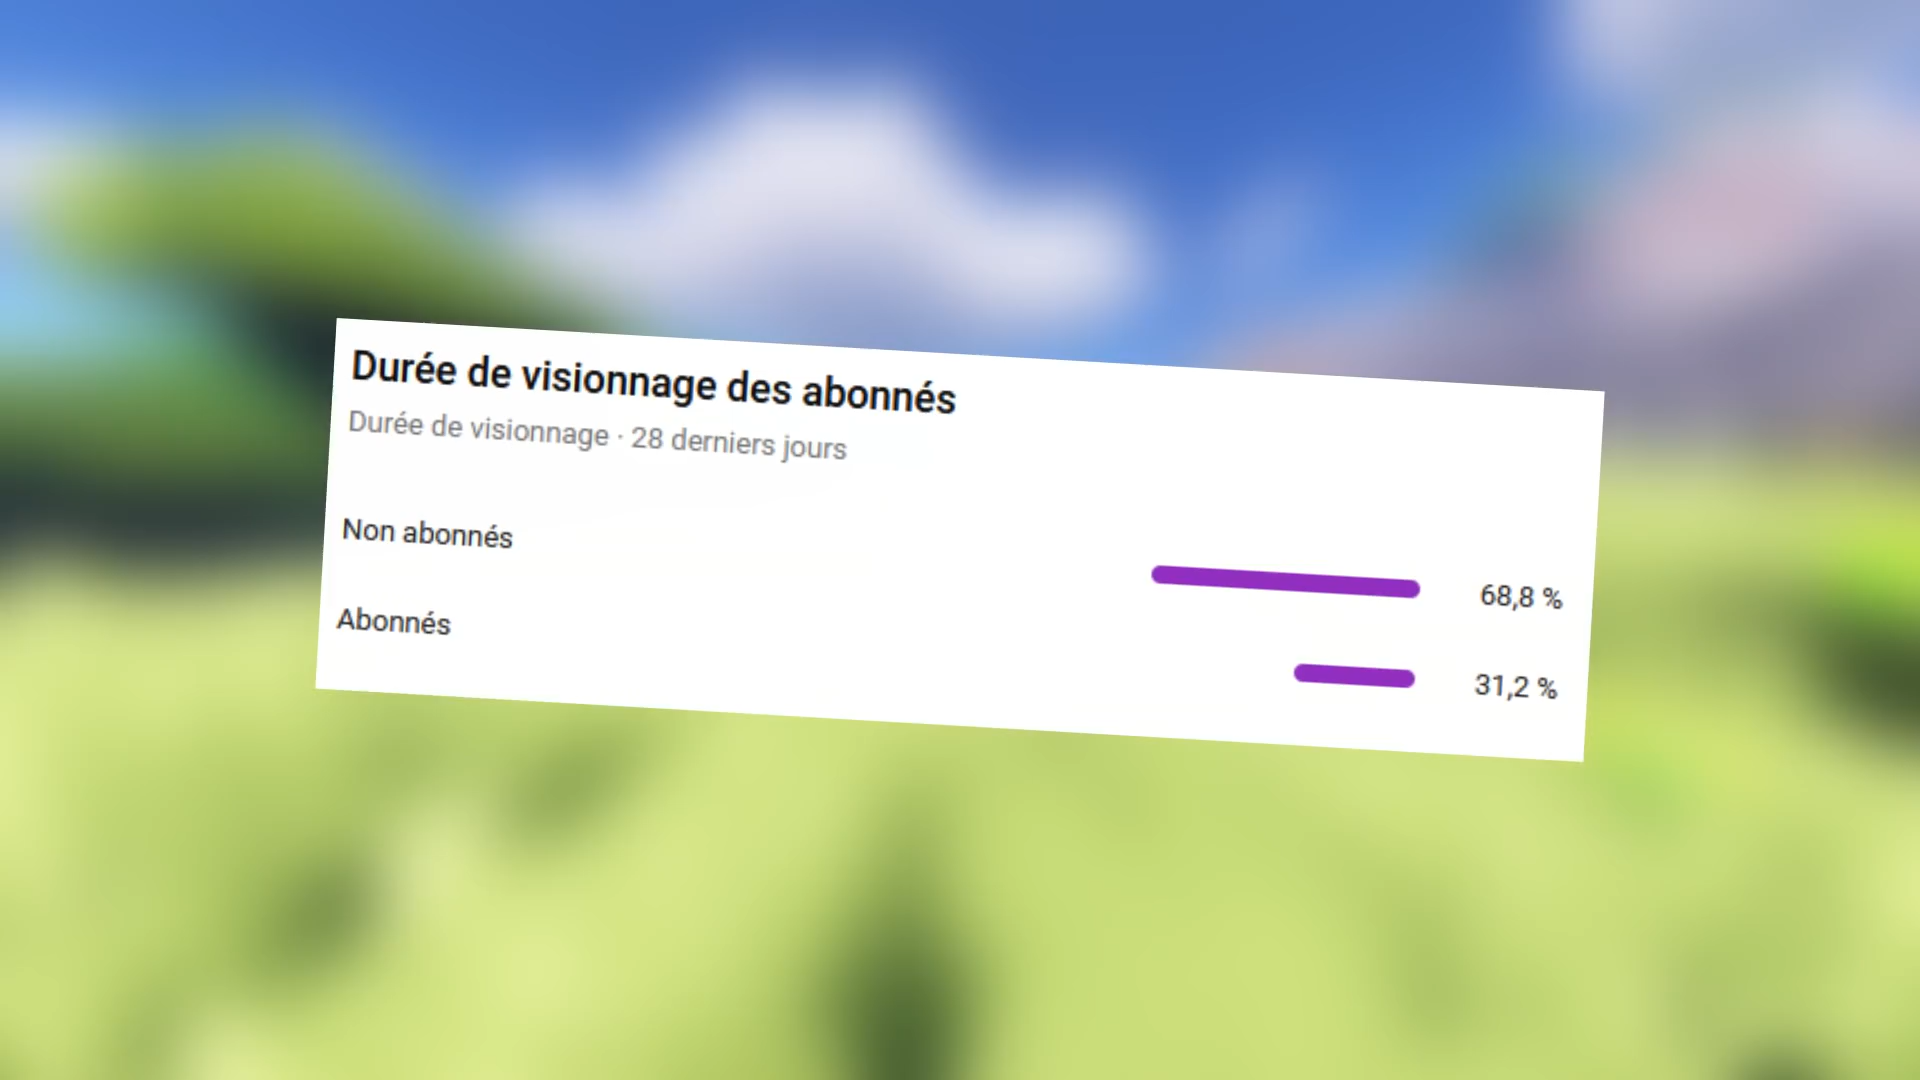 Durée de visionnage des abonnés
Durée de visionnage · 28 derniers jours
Non abonnés
68,8 %
Abonnés
31,2 %